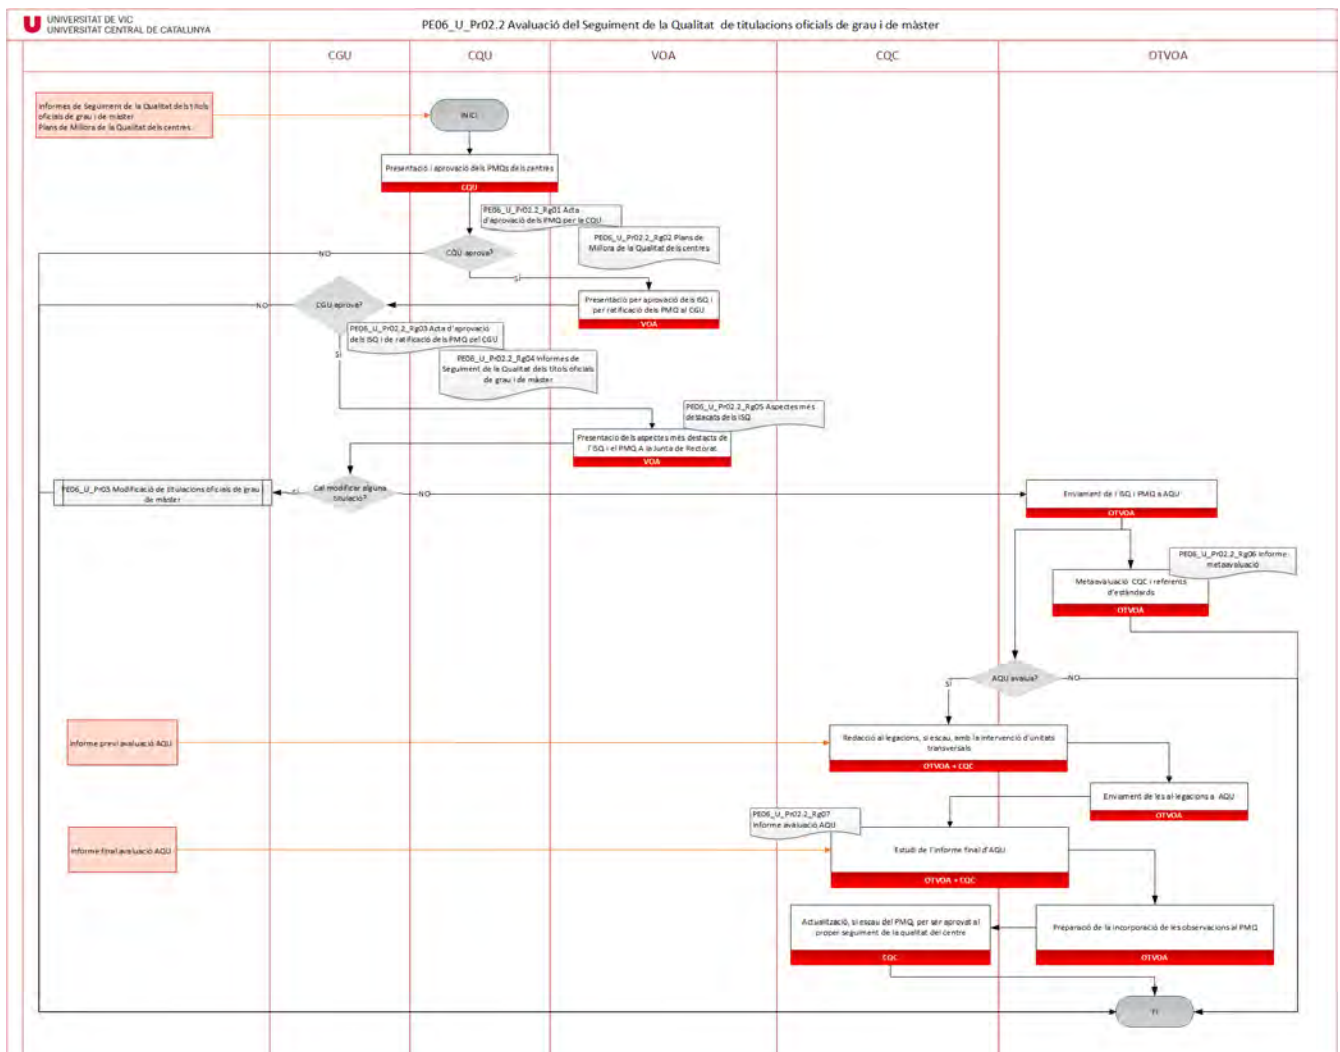 UNIVERSITAT DE VIC
UNIVERSITAT CENTRAL DE CATALUNYA
PE06_U_Pr02.2 Avaluació del Seguiment de la Qualitat de titulacions oficials de grau i de màster
CGU
CQU
VOA
CQC
OTVOA
Informes de Seguiment de la Qualitat dels títols
oficials de grau i de màster
Plans de Millora de la Qualitat dels centres
INICI
Presentació i aprovació dels PMQs dels centres
CQU
PE06_U_Pr02.2_Rg01 Acta
d'aprovació dels PMQ per la CQU
PE06_U_Pr02.2_Rg02 Plans de
Millora de la Qualitat dels centres
CQU aprova?
NO
SÍ
Presentació per aprovació dels ISQ i
per ratificació dels PMQ al CGU
VOA
CGU aprova?
NO
SÍ
PE06_U_Pr02.2_Rg03 Acta d'aprovació
dels ISQ i de ratificació dels PMQ pel CGU
PE06_U_Pr02.2_Rg04 Informes de
Seguiment de la Qualitat dels títols oficials
de grau i de màster
PE06_U_Pr02.2_Rg05 Aspectes més
destacats dels ISQ
Presentació dels aspectes més destacts de
l'ISQ i el PMQ A la Junta de Rectorat
VOA
PE06_U_Pr03 Modificació de titulacions oficials de grau i
de màster
SÍ
Cal modificar alguna
titulació?
NO
Enviament de l'ISQ i PMQ a AQU
OTVOA
PE06_U_Pr02.2_Rg06 Informe
metaavaluació
Metaavaluació CQC i referents
d'estàndards
OTVOA
AQU avalua?
SÍ
NO
Informe previ avaluació AQU
Redacció al·legacions, si escau, amb la intervenció d'unitats
transversals
OTVOA + CQC
Enviament de les al·legacions a AQU
OTVOA
PE06_U_Pr02.2_Rg07
Informe avaluació AQU
Informe final avaluació AQU
Estudi de l'informe final d'AQU
OTVOA + CQC
Actualització, si escau del PMQ, per ser aprovat al
proper seguiment de la qualitat del centre
CQC
Preparació de la incorporació de les observacions al PMQ
OTVOA
FI